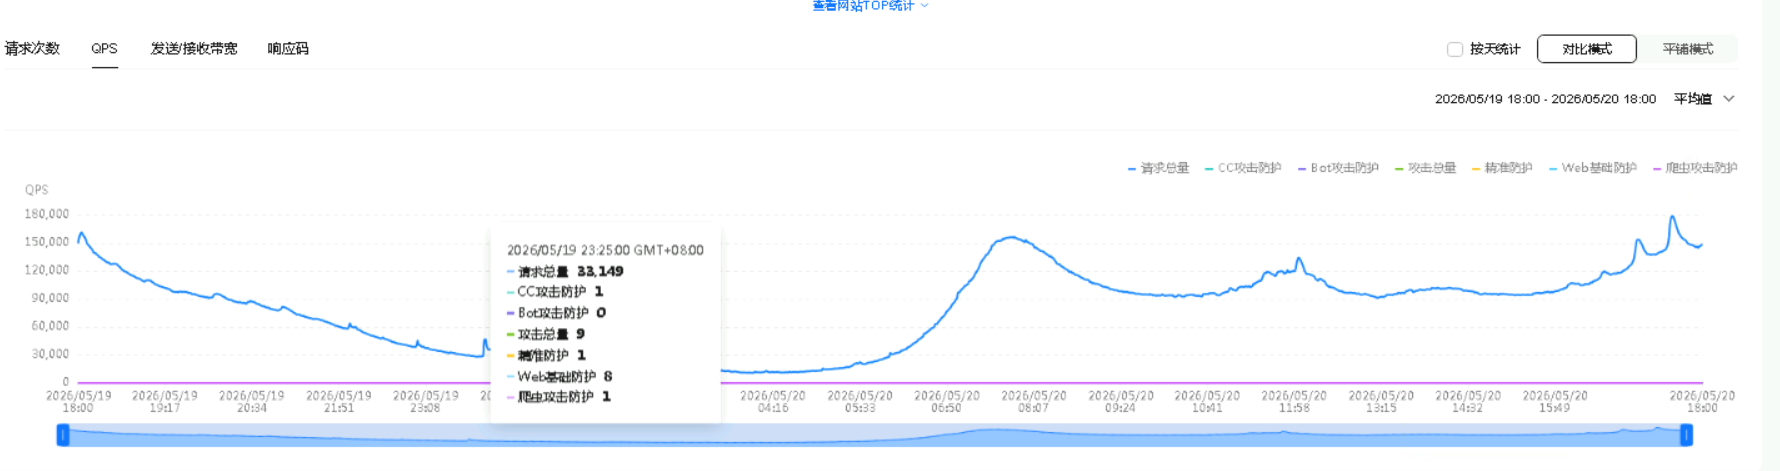 查看网站TOP统计
请求次数 QPS 发送/接收带宽 响应码 按天统计 对比模式 平铺模式
2026/05/19 18:00 - 2026/05/20 18:00 平均值
请求总量 CC攻击防护 Bot攻击防护 攻击总量 精准防护 Web基础防护 爬虫攻击防护
QPS
180,000
150,000
120,000
90,000
60,000
30,000
0
2026/05/19 23:25:00 GMT+08:00
请求总量 33,149
CC攻击防护 1
Bot攻击防护 0
攻击总量 9
精准防护 1
Web基础防护 8
爬虫攻击防护 1
2026/05/19 2026/05/19 2026/05/19 2026/05/19 2026/05/19 20 2026/05/20 2026/05/20 2026/05/20 2026/05/20 2026/05/20 2026/05/20 2026/05/20 2026/05/20 2026/05/20 2026/05/20 2026/05/20
18:00 19:17 20:34 21:51 23:08 04:16 05:33 06:50 08:07 09:24 10:41 11:58 13:15 14:32 15:49 18:00